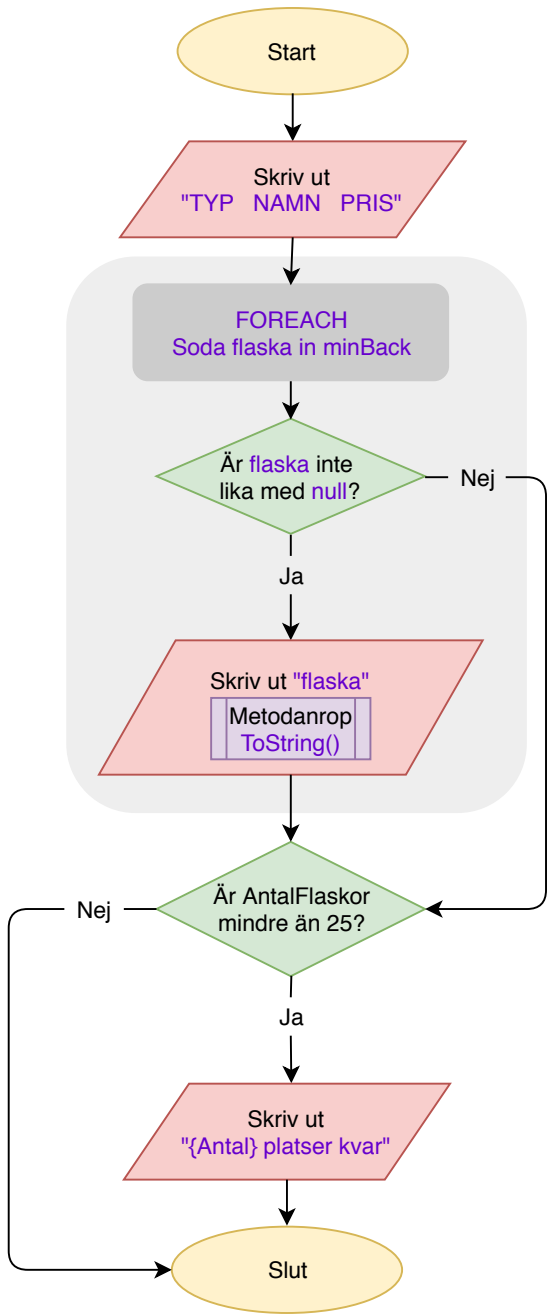 Start
Skriv ut
"TYP NAMN PRIS"
FOREACH
Soda flaska in minBack
Är flaska inte
lika med null?
Nej
Ja
Skriv ut "flaska"
Metodanrop
ToString()
Är AntalFlaskor
mindre än 25?
Nej
Ja
Skriv ut
"{Antal} platser kvar"
Slut